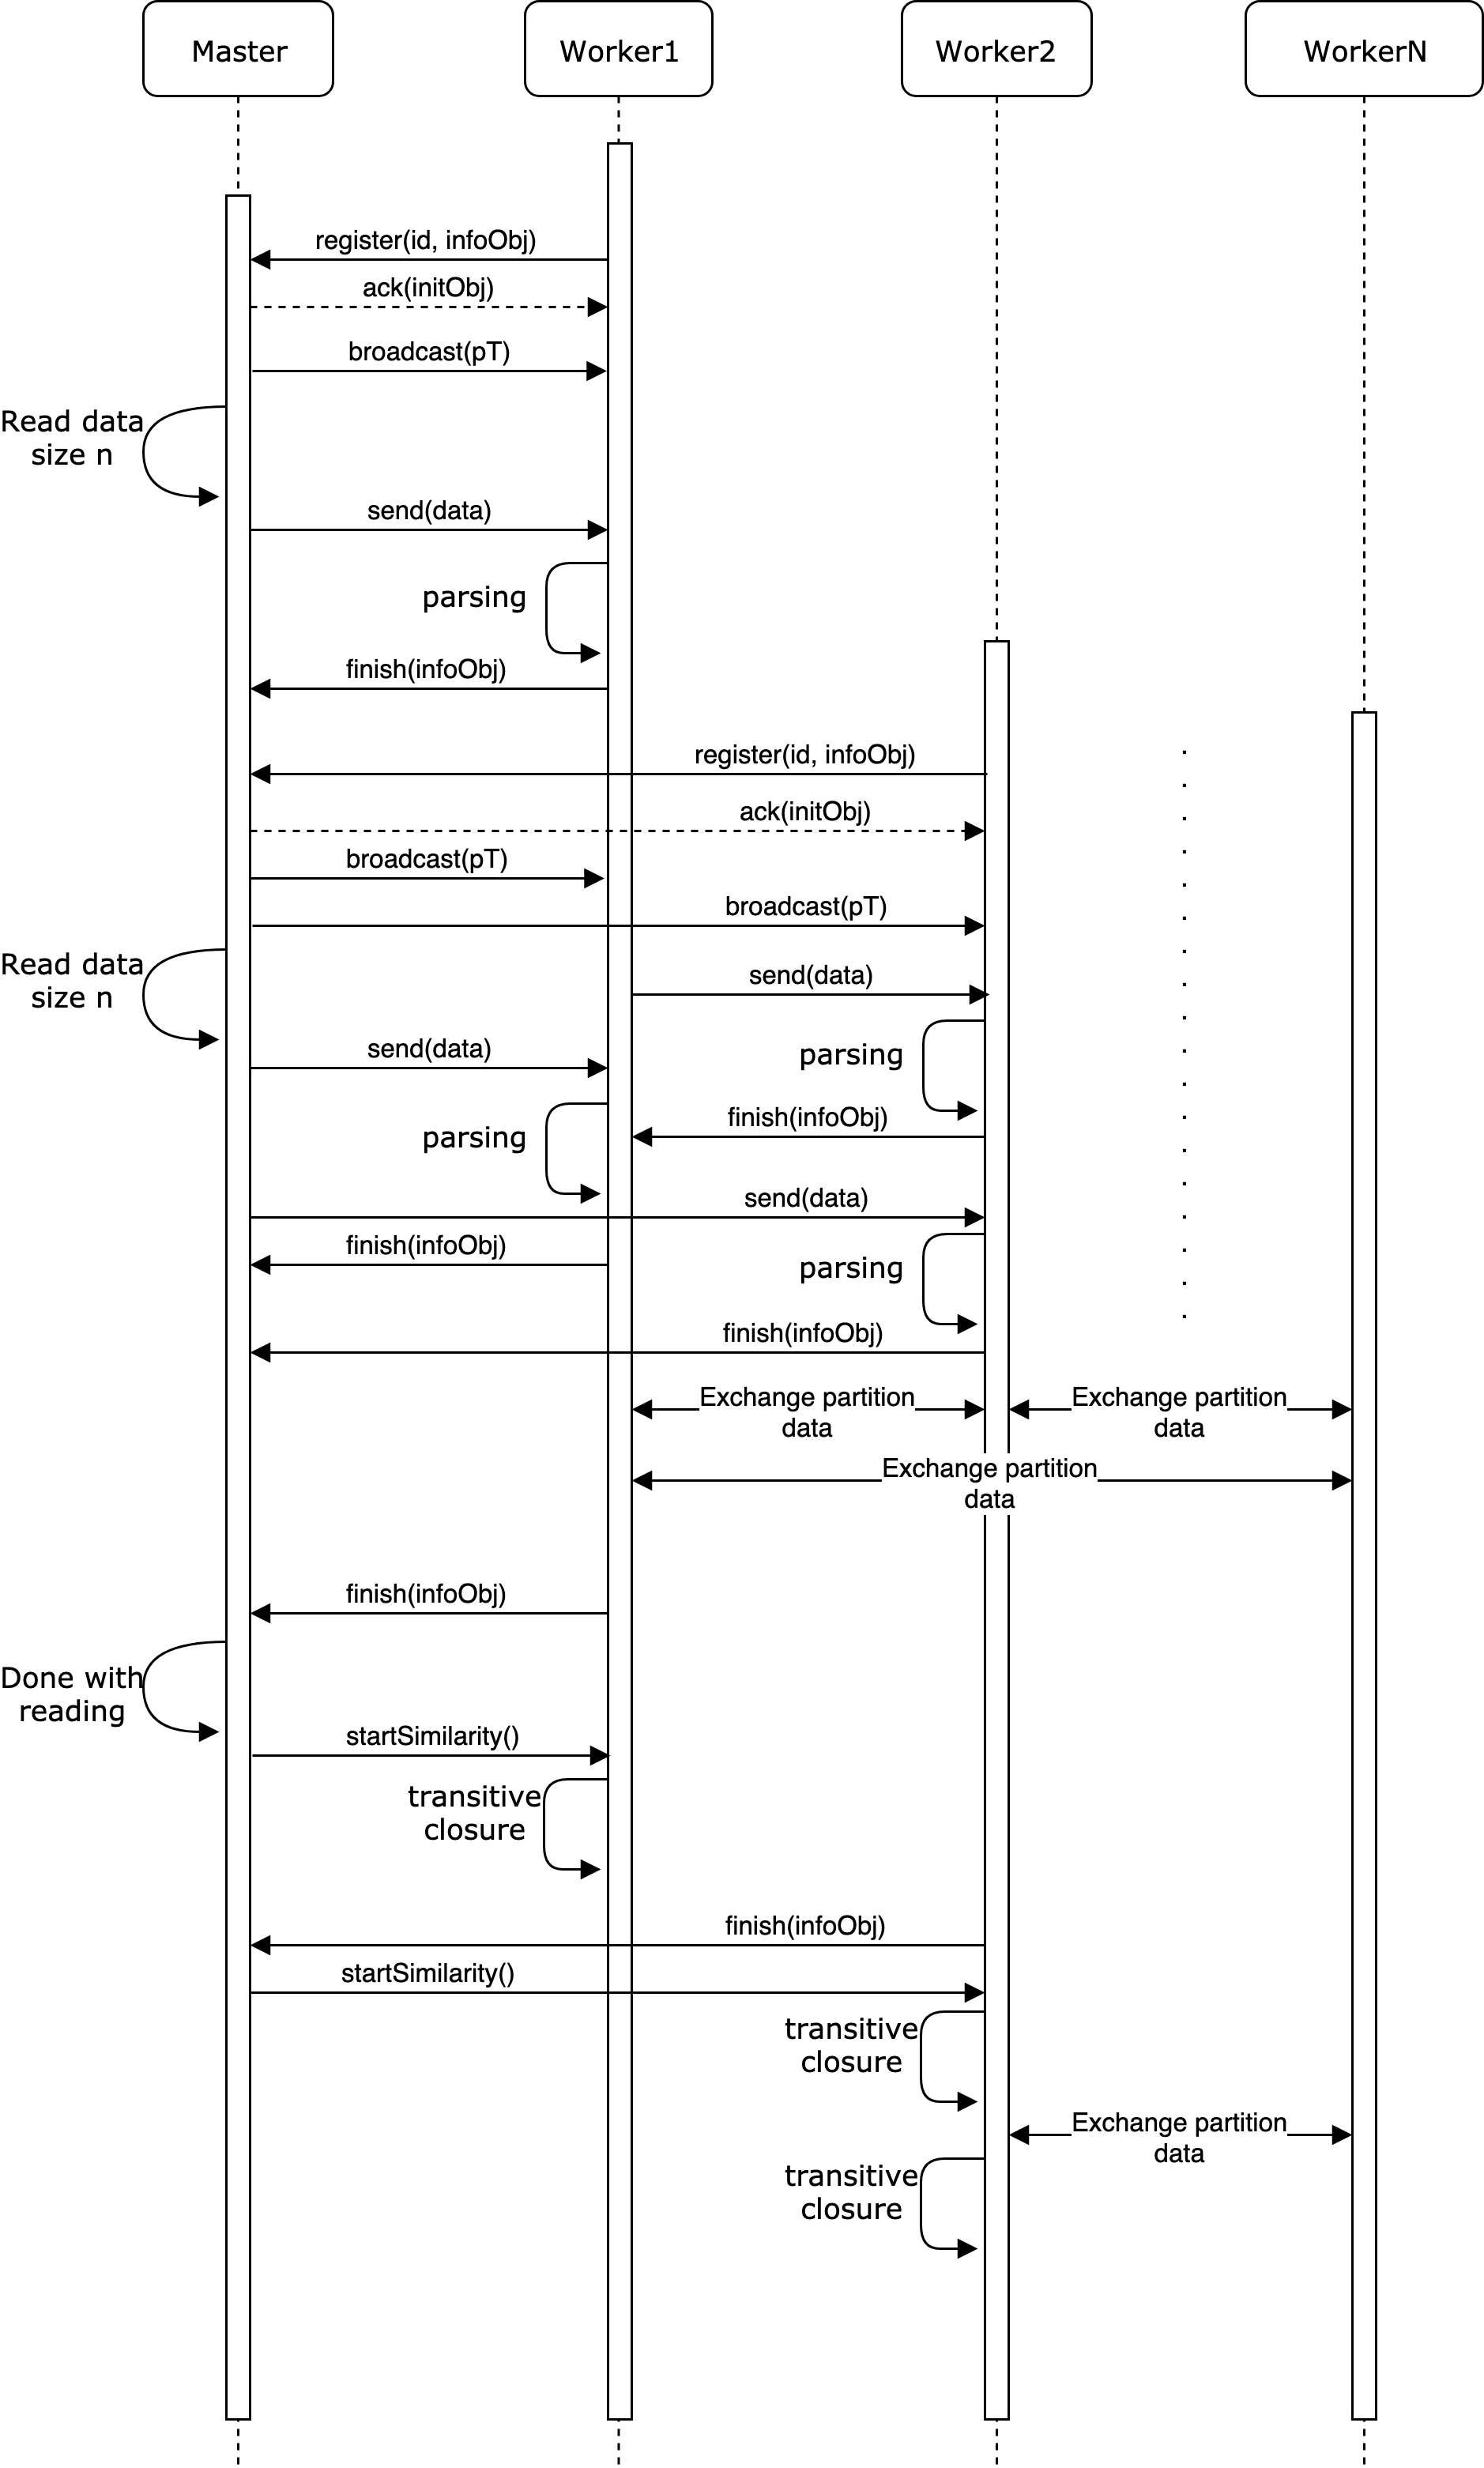 Master
Worker1
Worker2
WorkerN
register(id, infoObj)
ack(initObj)
broadcast(pT)
Read data
size n
send(data)
parsing
finish(infoObj)
register(id, infoObj)
ack(initObj)
broadcast(pT)
broadcast(pT)
Read data
size n
send(data)
send(data)
parsing
finish(infoObj)
parsing
send(data)
finish(infoObj)
parsing
finish(infoObj)
Exchange partition
data
Exchange partition
data
Exchange partition
data
finish(infoObj)
Done with
reading
startSimilarity()
transitive
closure
finish(infoObj)
startSimilarity()
transitive
closure
Exchange partition
data
transitive
closure